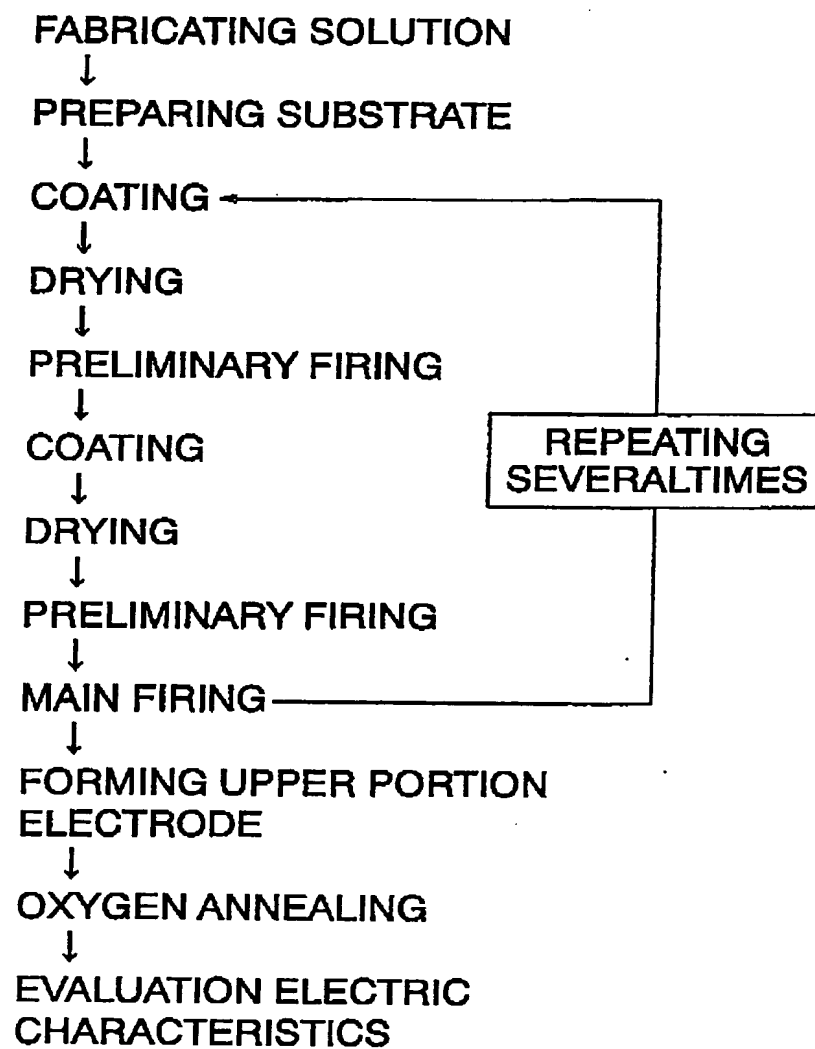 FABRICATING SOLUTION
↓
PREPARING SUBSTRATE
↓
COATING
↓
DRYING
↓
PRELIMINARY FIRING
↓
COATING
↓
DRYING
↓
PRELIMINARY FIRING
↓
MAIN FIRING
↓
FORMING UPPER PORTION
ELECTRODE
↓
OXYGEN ANNEALING
↓
EVALUATION ELECTRIC
CHARACTERISTICS
REPEATING
SEVERALTIMES